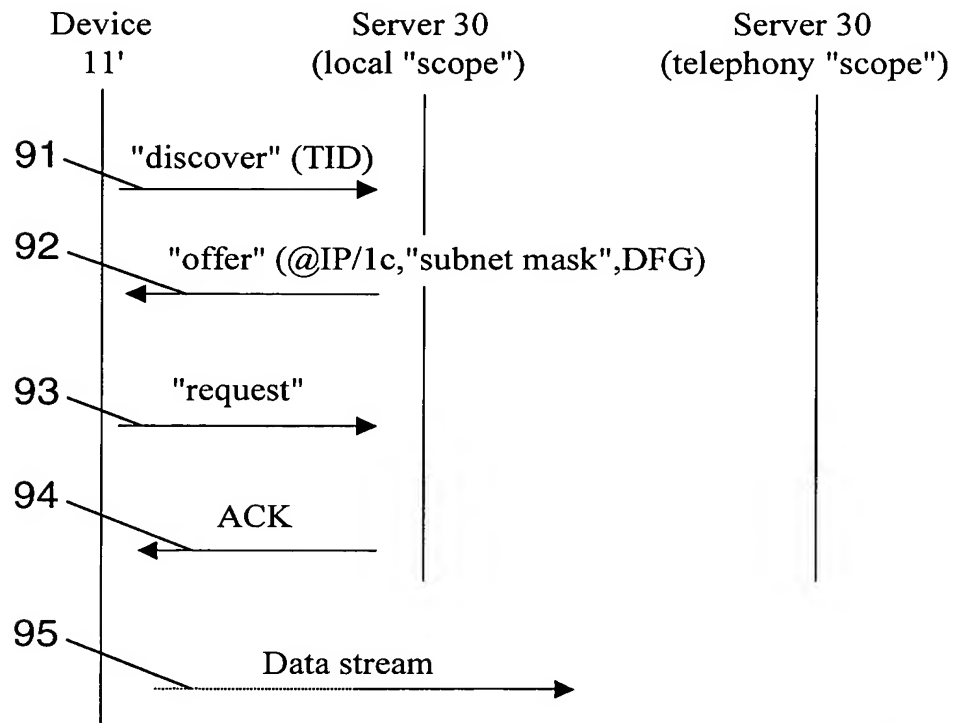 Device
11'
Server 30
(local "scope")
Server 30
(telephony "scope")
91
"discover" (TID)
92
"offer" (@IP/1c,"subnet mask",DFG)
93
"request"
94
ACK
95
Data stream